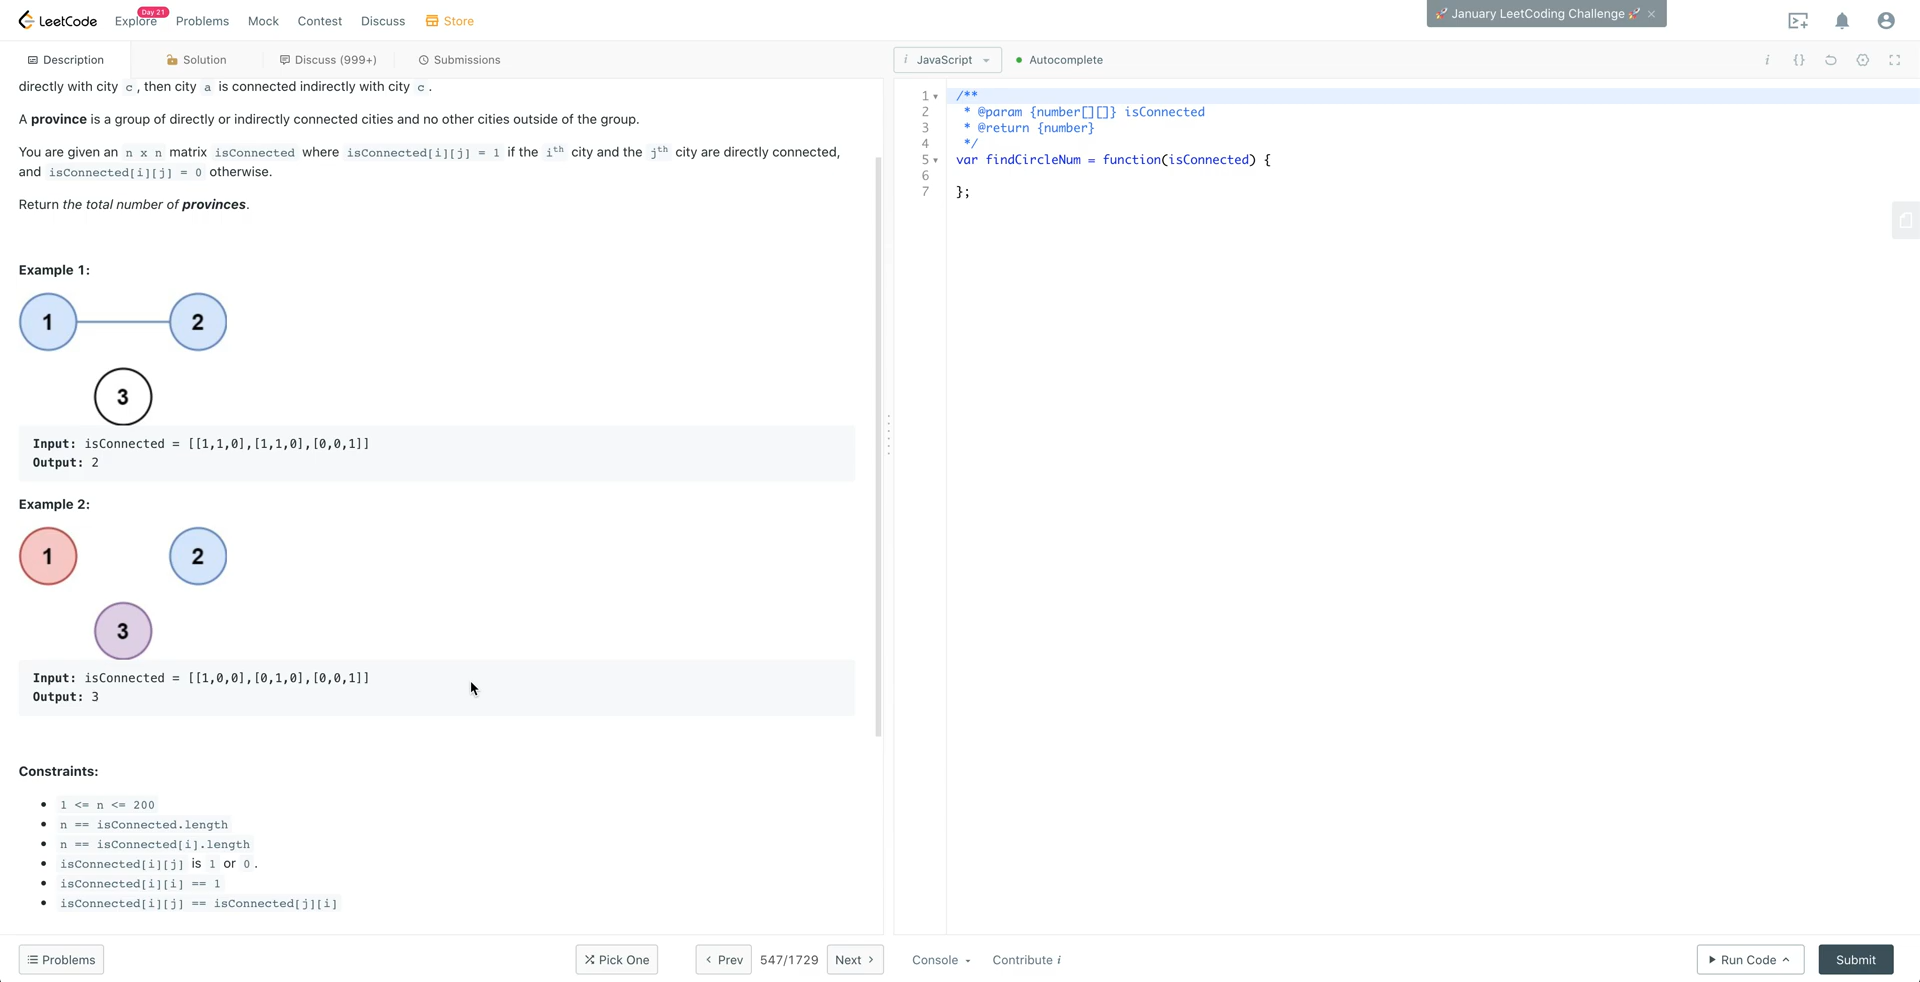 LeetCode
Explore
Day 21
Problems
Mock
Contest
Discuss
Store
🚀 January LeetCoding Challenge 🚀 ×
Description
Solution
Discuss (999+)
Submissions
i JavaScript
Autocomplete
i {}
directly with city c , then city a is connected indirectly with city c .
A province is a group of directly or indirectly connected cities and no other cities outside of the group.
You are given an n x n matrix isConnected where isConnected[i][j] = 1 if the iᵗʰ city and the jᵗʰ city are directly connected,
and isConnected[i][j] = 0 otherwise.
Return the total number of provinces.
Example 1:
1 2
3
Input: isConnected = [[1,1,0],[1,1,0],[0,0,1]]
Output: 2
Example 2:
1 2
3
Input: isConnected = [[1,0,0],[0,1,0],[0,0,1]]
Output: 3
Constraints:
• 1 <= n <= 200
• n == isConnected.length
• n == isConnected[i].length
• isConnected[i][j] is 1 or 0 .
• isConnected[i][i] == 1
• isConnected[i][j] == isConnected[j][i]
1 /**
2 * @param {number[][]} isConnected
3 * @return {number}
4 */
5 var findCircleNum = function(isConnected) {
6
7 };
Problems
Pick One
< Prev
547/1729
Next >
Console
Contribute i
Run Code
Submit